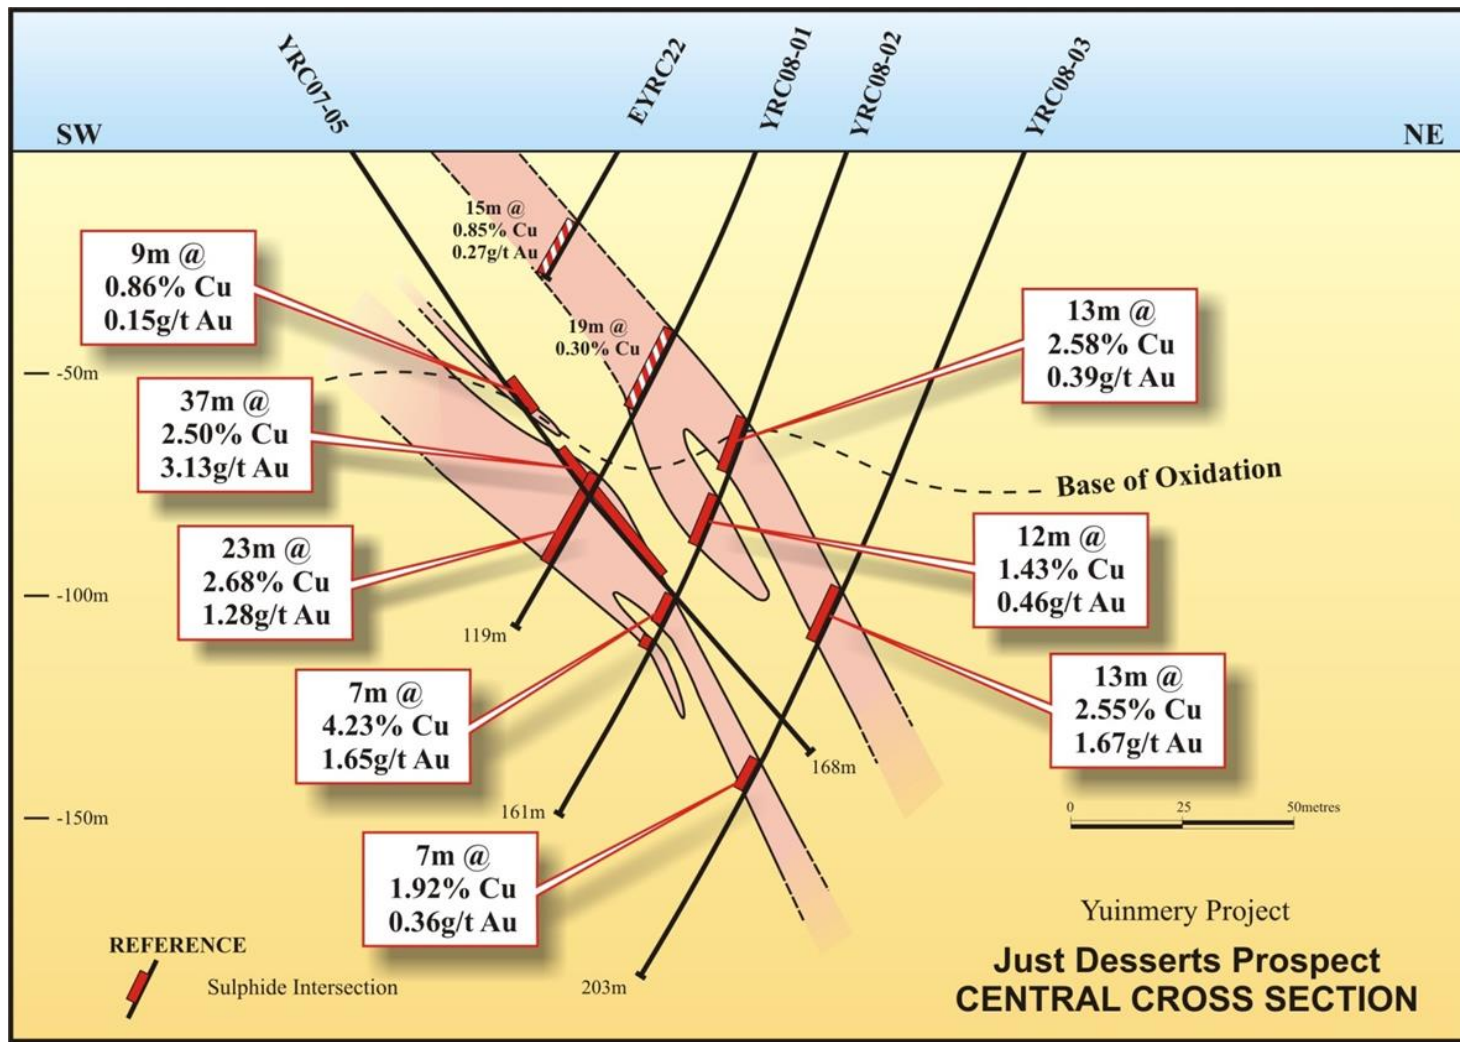 YRC07-05
EYRC22
YRC08-01
YRC08-02
YRC08-03
SW
NE
15m @
0.85% Cu
0.27g/t Au
9m @
0.86% Cu
0.15g/t Au
19m @
0.30% Cu
13m @
2.58% Cu
0.39g/t Au
-50m
37m @
2.50% Cu
3.13g/t Au
Base of Oxidation
23m @
2.68% Cu
1.28g/t Au
12m @
1.43% Cu
0.46g/t Au
-100m
119m
7m @
4.23% Cu
1.65g/t Au
13m @
2.55% Cu
1.67g/t Au
168m
161m
-150m
0 25 50metres
7m @
1.92% Cu
0.36g/t Au
203m
REFERENCE
Sulphide Intersection
Yuinmery Project
Just Desserts Prospect
CENTRAL CROSS SECTION